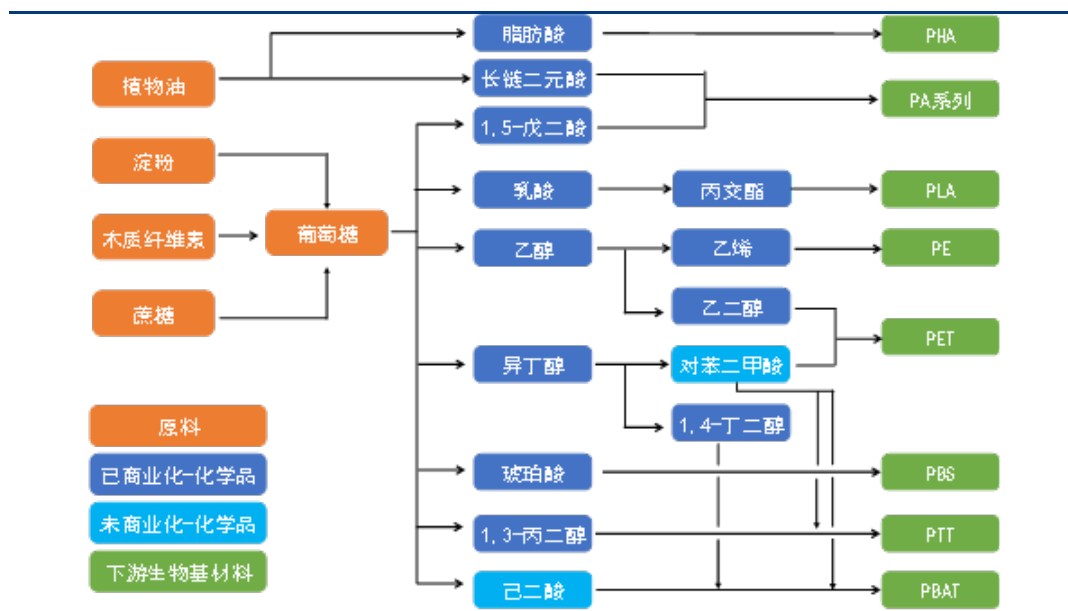 脂肪酸
PHA
植物油
长链二元酸
PA系列
1,5-戊二酸
淀粉
乳酸
丙交酯
PLA
木质纤维素
葡萄糖
乙醇
乙烯
PE
蔗糖
乙二醇
PET
异丁醇
对苯二甲酸
原料
1,4-丁二醇
已商业化-化学品
琥珀酸
PBS
未商业化-化学品
1,3-丙二醇
PTT
下游生物基材料
己二酸
PBAT